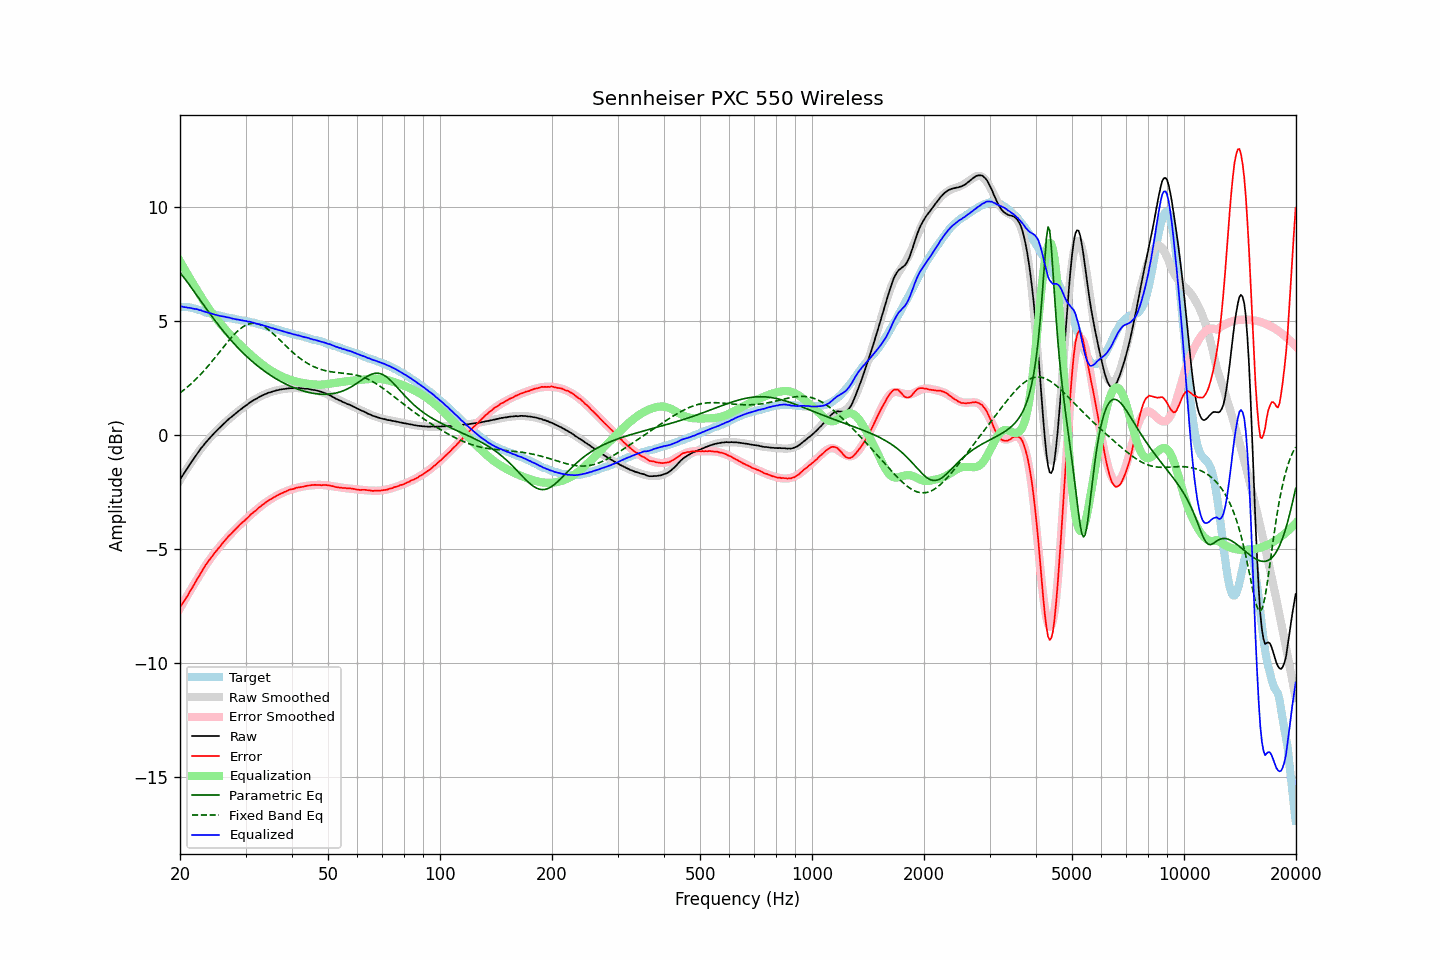 Sennheiser PXC 550 Wireless
Amplitude (dBr)
10
5
0
−5
−10
−15
Target
Raw Smoothed
Error Smoothed
Raw
Error
Equalization
Parametric Eq
Fixed Band Eq
Equalized
20 50 100 200 500 1000 2000 5000 10000 20000
Frequency (Hz)